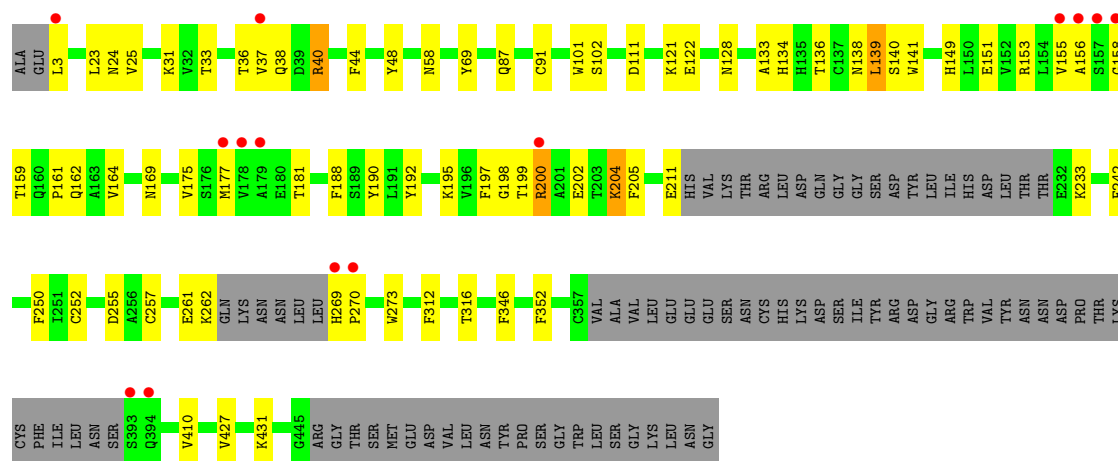 ALA GLU L3 L23 N24 V25 K31 V32 T33 T36 V37 Q38 D39 R40 F44 Y48 N58 Y69 Q87 C91 W101 S102 D111 K121 E122 N128 A133 H134 H135 T136 C137 N138 L139 S140 W141 H149 L150 E151 V152 R153 L154 V155 A156 S157 C158
T159 Q160 P161 Q162 A163 V164 N169 V175 S176 M177 V178 A179 E180 T181 F188 S189 Y190 L191 Y192 K195 V196 F197 G198 T199 R200 A201 E202 T203 K204 F205 E211 HIS VAL LYS THR ARG LEU ASP GLN GLY GLY SER ASP TYR LEU ILE HIS ASP LEU THR THR E232 K233
F250 I251 C252 D255 A256 C257 E261 K262 GLN LYS ASN ASN LEU LEU H269 P270 W273 F312 T316 F346 F352 C357 VAL ALA VAL LEU GLU GLU GLU SER ASN CYS HIS LYS ASP SER ILE TYR ARG ASP GLY ARG TRP VAL TYR ASN ASN ASP PRO THR LYS
CYS PHE ILE LEU ASN SER S393 Q394 V410 V427 K431 G445 ARG GLY THR SER MET GLU ASP VAL LEU ASN TYR PRO SER GLY TRP LEU SER GLY LYS LEU ASN GLY